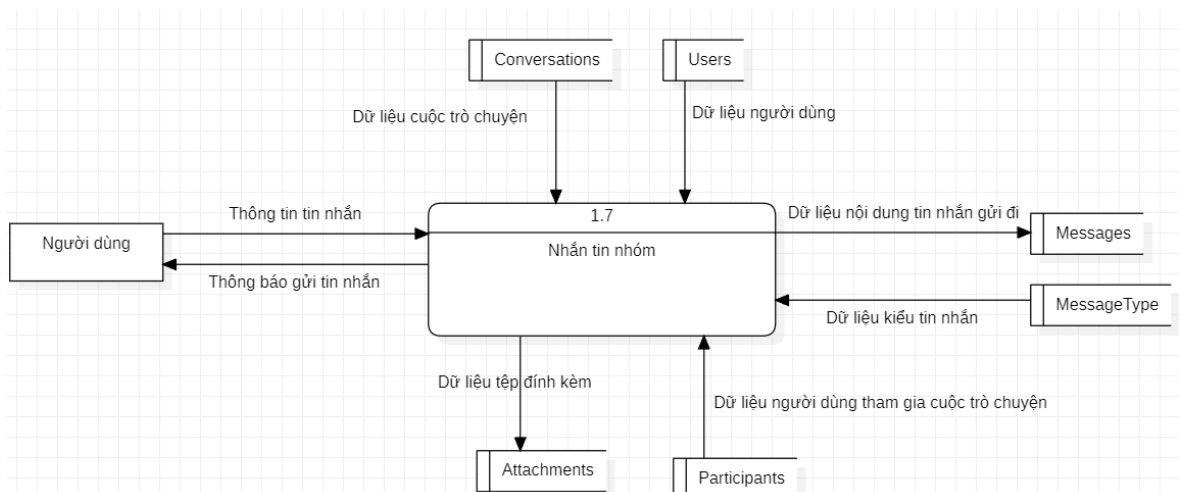 Conversations
Users
Dữ liệu cuộc trò chuyện
Dữ liệu người dùng
Thông tin tin nhắn
1.7
Dữ liệu nội dung tin nhắn gửi đi
Người dùng
Nhắn tin nhóm
Messages
Thông báo gửi tin nhắn
MessageType
Dữ liệu kiểu tin nhắn
Dữ liệu tệp đính kèm
Dữ liệu người dùng tham gia cuộc trò chuyện
Attachments
Participants